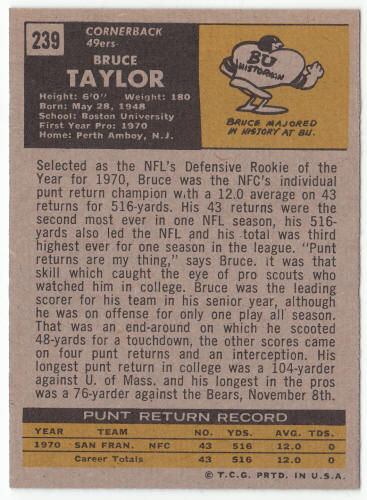 239
CORNERBACK
49ers
BRUCE
TAYLOR
Height: 6'0" Weight: 180
Born: May 28, 1948
School: Boston University
First Year Pro: 1970
Home: Perth Amboy, N.J.
BU
HISTORIAN
BRUCE MAJORED
IN HISTORY AT BU.
Selected as the NFL's Defensive Rookie of the
Year for 1970, Bruce was the NFC's individual
punt return champion with a 12.0 average on 43
returns for 516-yards. His 43 returns were
the second most ever in one NFL season, his 516-
yards also led the NFL and his total was third
highest ever for one season in the league. "Punt
returns are my thing," says Bruce. It was that
skill which caught the eye of pro scouts who
watched him in college. Bruce was the leading
scorer for his team in his senior year, although
he was on offense for only one play all season.
That was an end-around on which he scooted
48-yards for a touchdown, the other scores came
on four punt returns and an interception. His
longest punt return in college was a 104-yarder
against U. of Mass. and his longest in the pros
was a 76-yarder against the Bears, November 8th.
PUNT RETURN RECORD
YEAR TEAM NO. YDS. AVG. TDS.
1970 SAN FRAN. NFC 43 516 12.0 0
Career Totals 43 516 12.0 0
© T.C.G. PRTD. IN U.S.A.